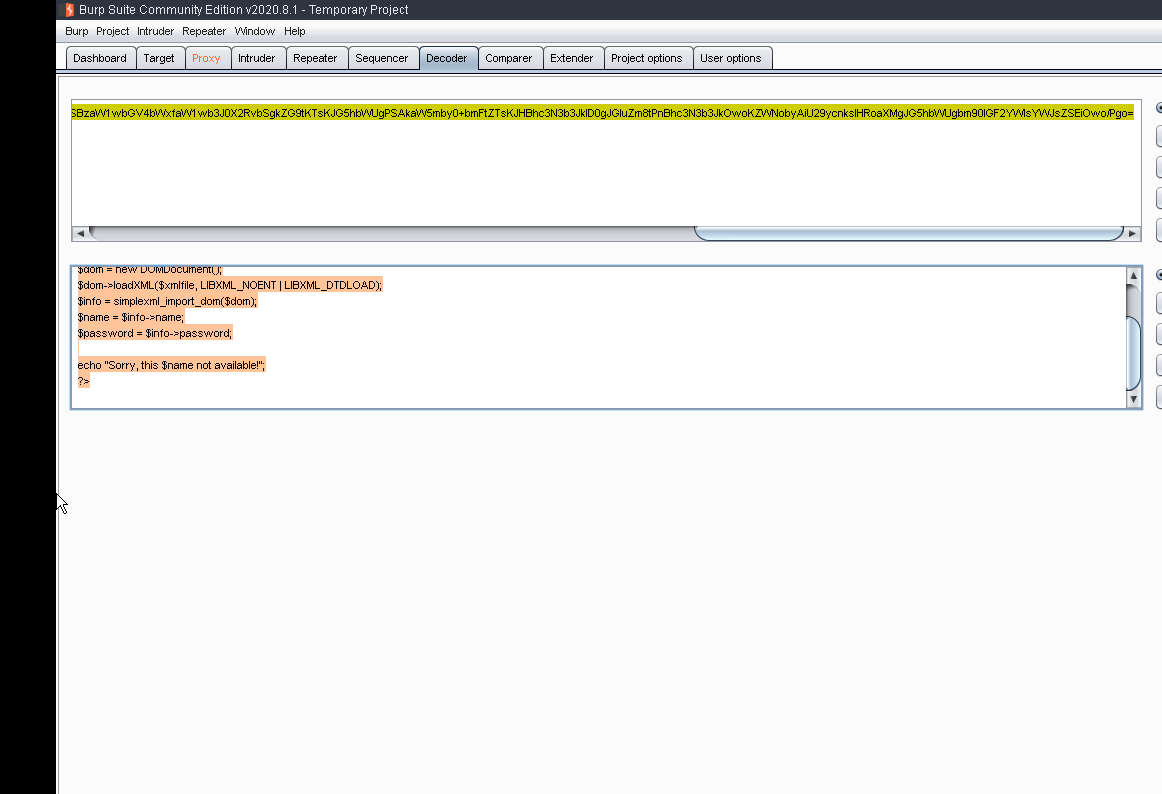 Burp Suite Community Edition v2020.8.1 - Temporary Project
Burp Project Intruder Repeater Window Help
Dashboard Target Proxy Intruder Repeater Sequencer Decoder Comparer Extender Project options User options
SBzaW1wbGV4bWxfaW1wb3J0X2RvbSgkZG9tKTsKJG5hbWUgPSAkaW5mby0+bmFtZTsKJHBhc3N3b3JkID0gJGluZm8tPnBhc3N3b3JkOwoKZWNobyAiU29ycnksIHRoaXMgJG5hbWUgbm90IGF2YWlsYWJsZSEiOwo/Pgo=
$dom = new DOMDocument();
$dom->loadXML($xmlfile, LIBXML_NOENT | LIBXML_DTDLOAD);
$info = simplexml_import_dom($dom);
$name = $info->name;
$password = $info->password;
echo "Sorry, this $name not available!";
?>